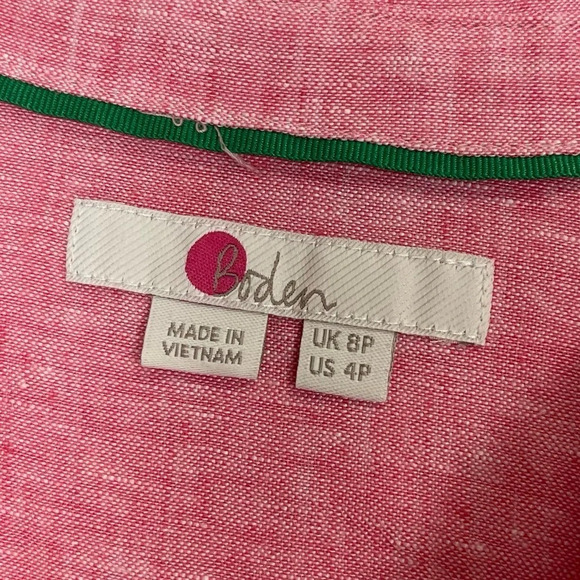 Boden
MADE IN
VIETNAM
UK 8P
US 4P